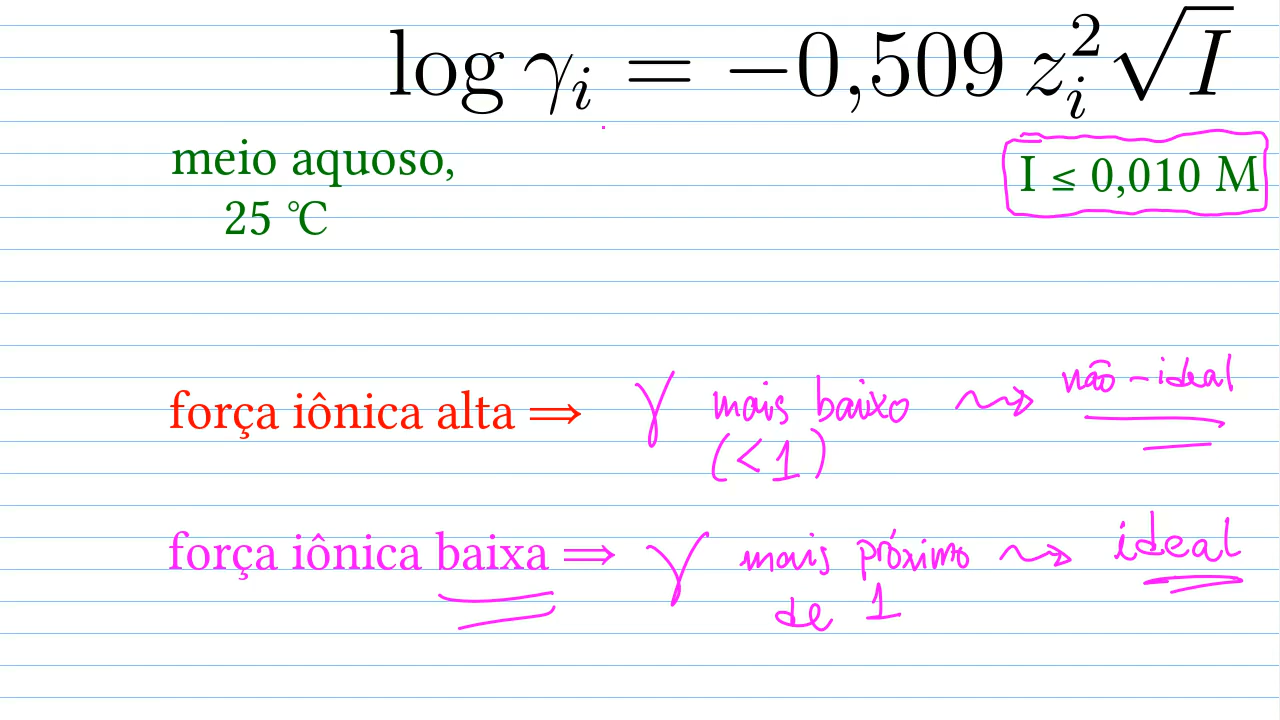 log γᵢ = −0,509 zᵢ² √I
meio aquoso,
25 °C
I ≤ 0,010 M
força iônica alta ⇒ γ mais baixo ⇝ não-ideal
(< 1)
força iônica baixa ⇒ γ mais próximo ⇝ ideal
de 1